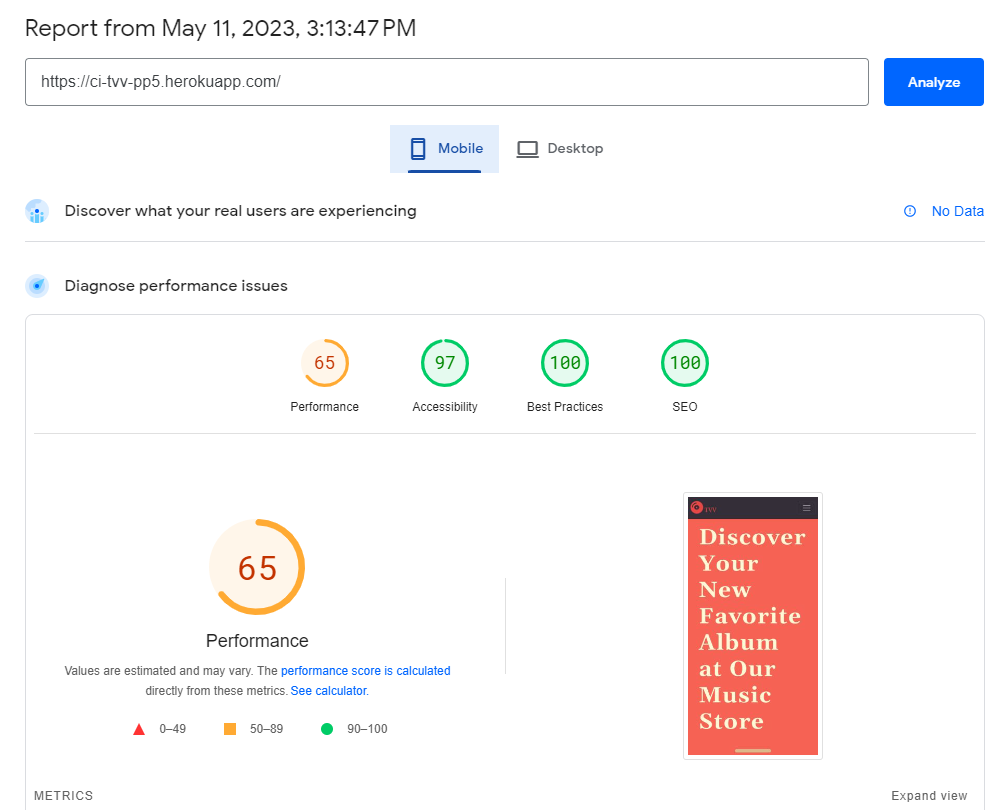 Report from May 11, 2023, 3:13:47 PM
https://ci-tvv-pp5.herokuapp.com/
Analyze
Mobile
Desktop
Discover what your real users are experiencing
No Data
Diagnose performance issues
65
97
100
100
Performance
Accessibility
Best Practices
SEO
65
Performance
Values are estimated and may vary. The performance score is calculated
directly from these metrics. See calculator.
0–49
50–89
90–100
TVV
Discover
Your
New
Favorite
Album
at Our
Music
Store
METRICS
Expand view